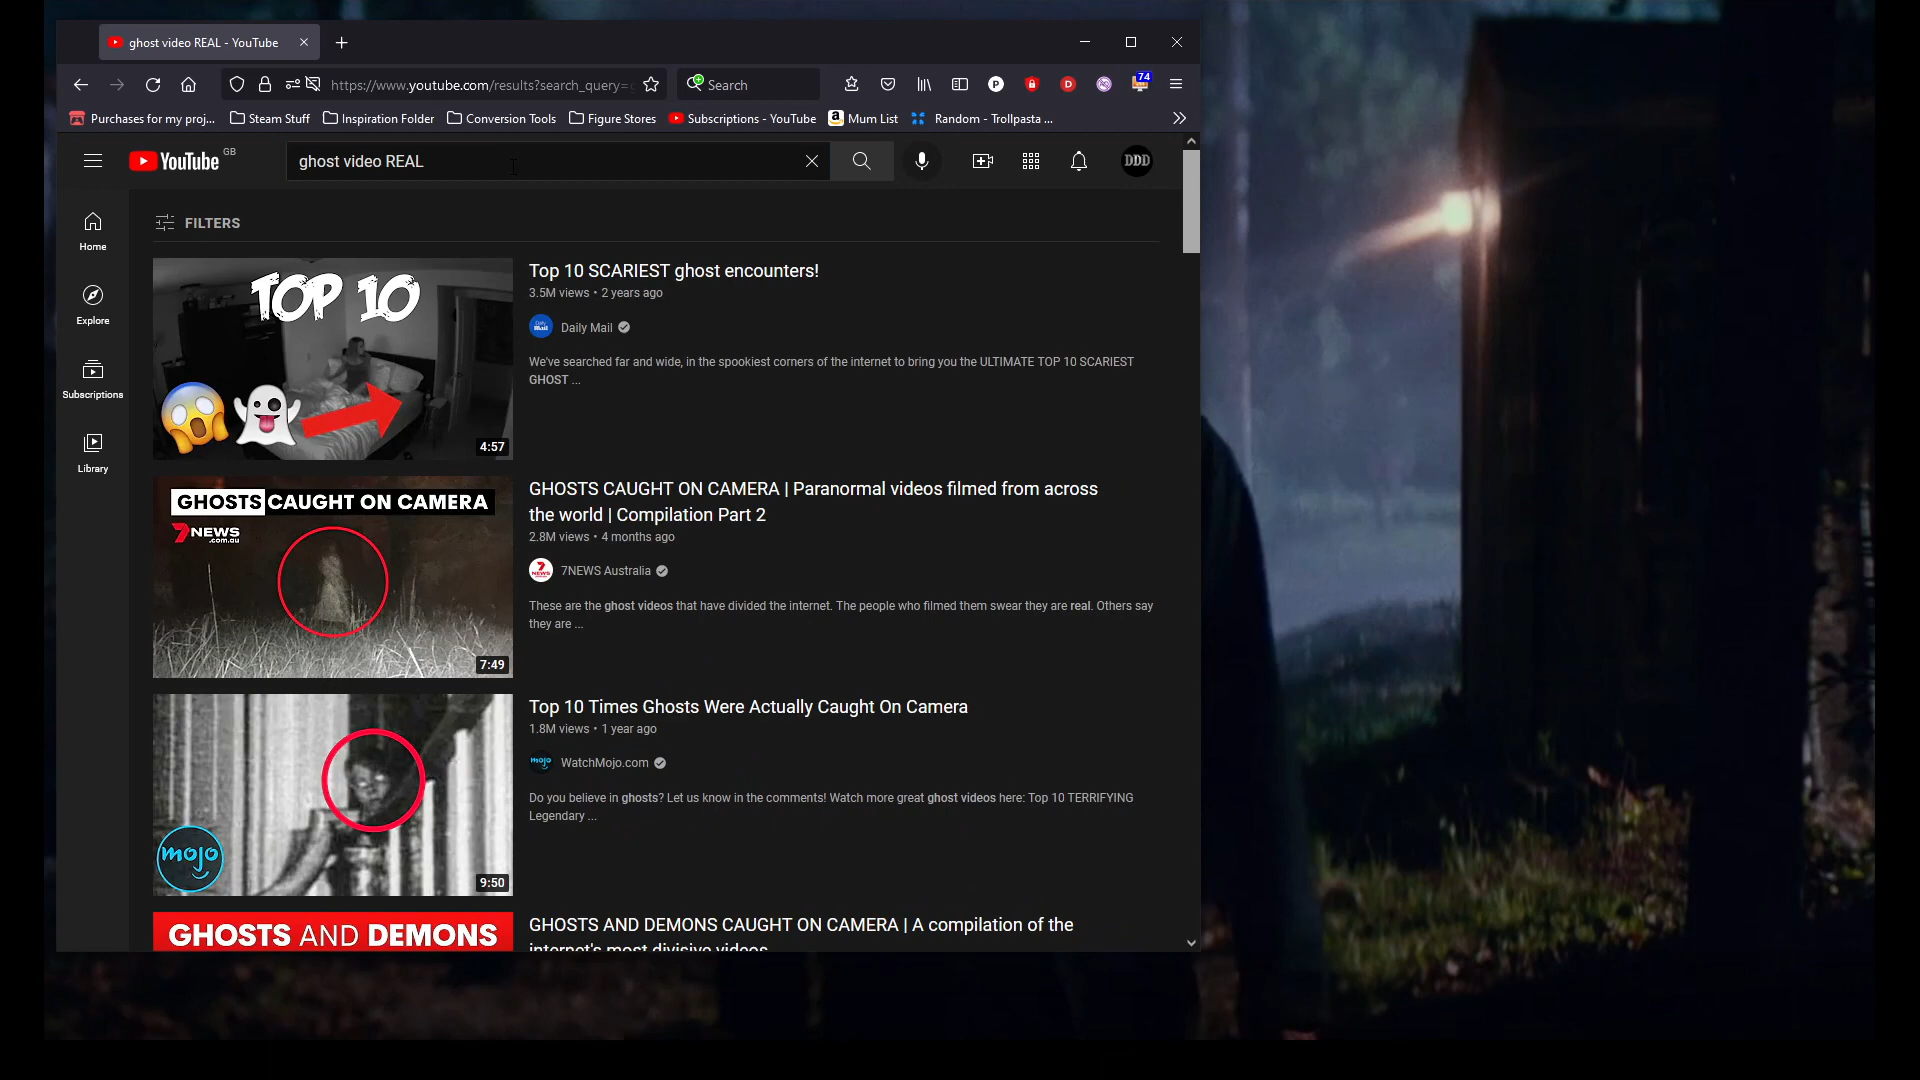 ghost video REAL - YouTube
https://www.youtube.com/results?search_query=g
Search
74
Purchases for my proj...
Steam Stuff
Inspiration Folder
Conversion Tools
Figure Stores
Subscriptions - YouTube
Mum List
Random - Trollpasta ...
YouTube GB
ghost video REAL
DDD
Home
Explore
Subscriptions
Library
FILTERS
TOP 10
4:57
Top 10 SCARIEST ghost encounters!
3.5M views • 2 years ago
Daily Mail
We've searched far and wide, in the spookiest corners of the internet to bring you the ULTIMATE TOP 10 SCARIEST
GHOST ...
GHOSTS CAUGHT ON CAMERA
7NEWS
.com.au
7:49
GHOSTS CAUGHT ON CAMERA | Paranormal videos filmed from across
the world | Compilation Part 2
2.8M views • 4 months ago
7NEWS Australia
These are the ghost videos that have divided the internet. The people who filmed them swear they are real. Others say
they are ...
mojo
9:50
Top 10 Times Ghosts Were Actually Caught On Camera
1.8M views • 1 year ago
mojo
WatchMojo.com
Do you believe in ghosts? Let us know in the comments! Watch more great ghost videos here: Top 10 TERRIFYING
Legendary ...
GHOSTS AND DEMONS
GHOSTS AND DEMONS CAUGHT ON CAMERA | A compilation of the
internet's most divisive videos